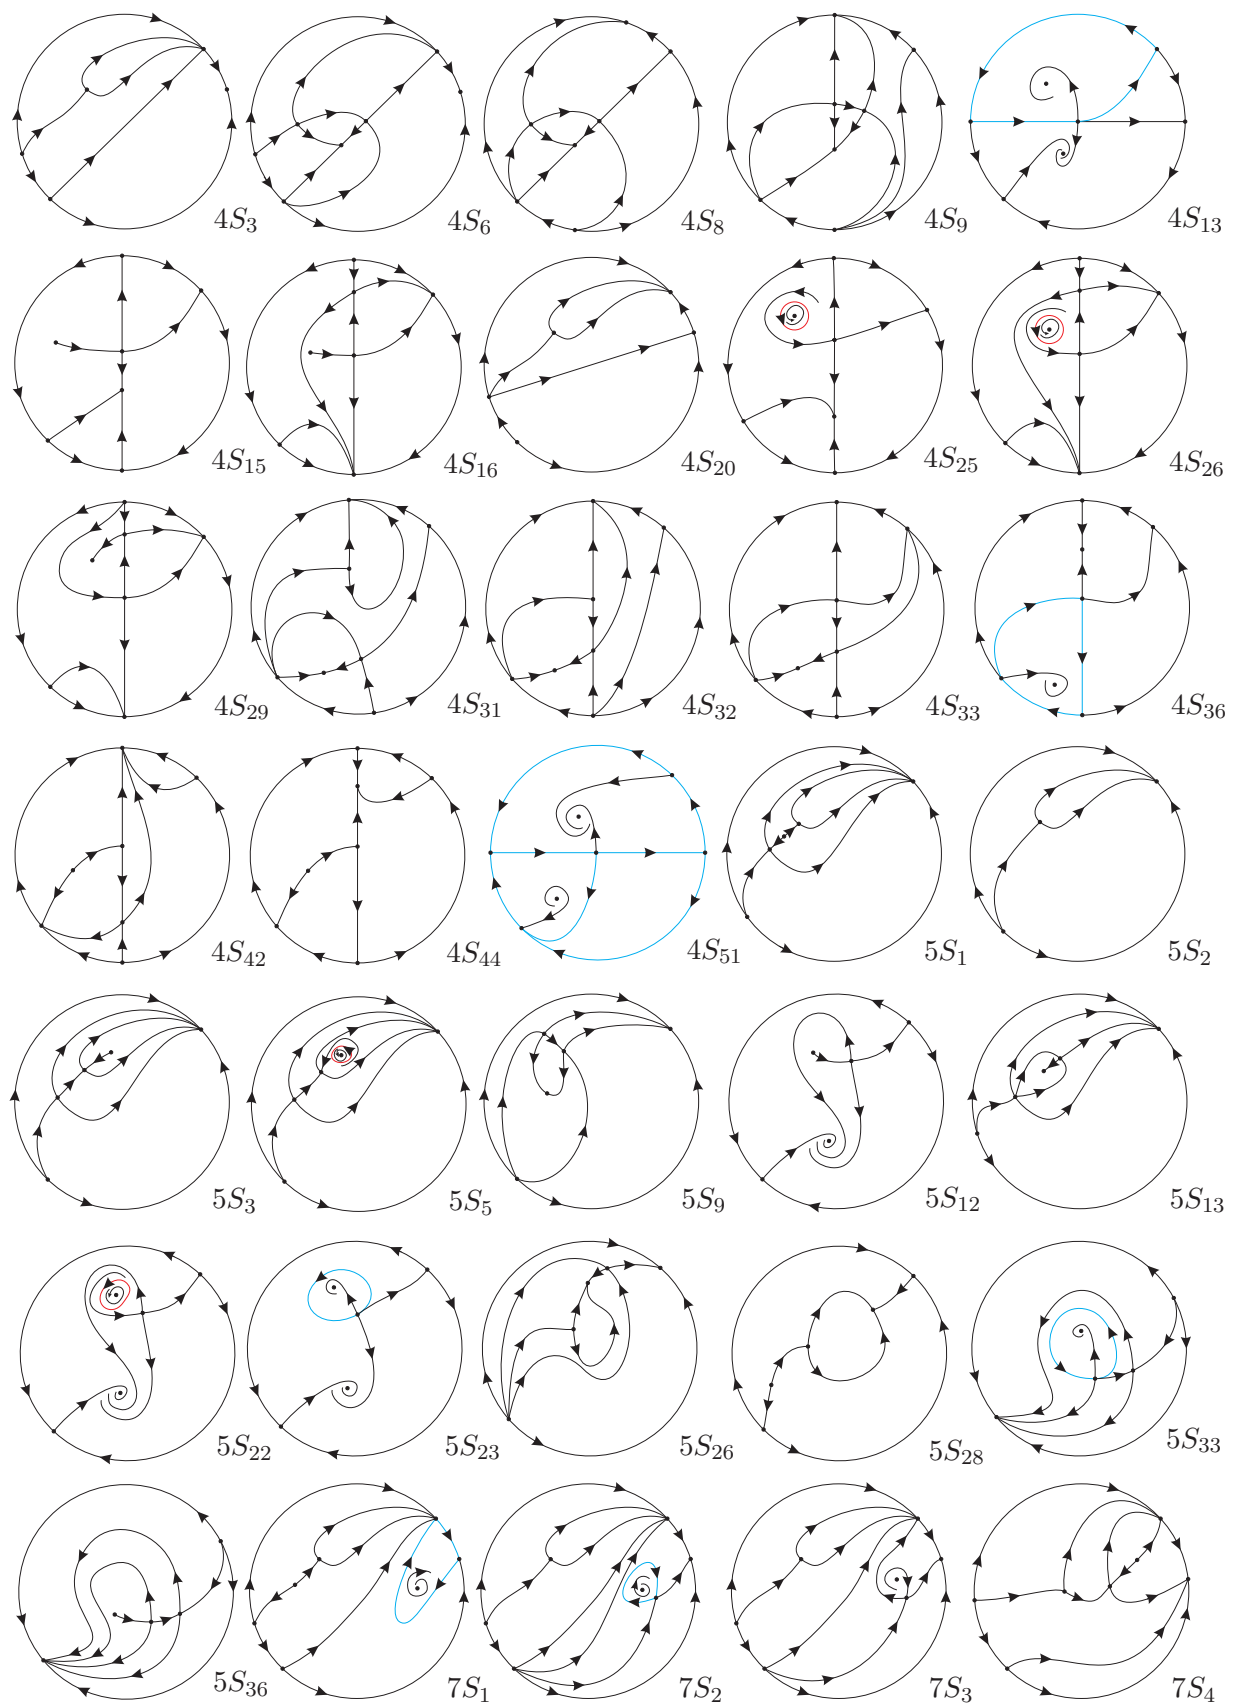 4S₃ 4S₆ 4S₈ 4S₉ 4S₁₃
4S₁₅ 4S₁₆ 4S₂₀ 4S₂₅ 4S₂₆
4S₂₉ 4S₃₁ 4S₃₂ 4S₃₃ 4S₃₆
4S₄₂ 4S₄₄ 4S₅₁ 5S₁ 5S₂
5S₃ 5S₅ 5S₉ 5S₁₂ 5S₁₃
5S₂₂ 5S₂₃ 5S₂₆ 5S₂₈ 5S₃₃
5S₃₆ 7S₁ 7S₂ 7S₃ 7S₄